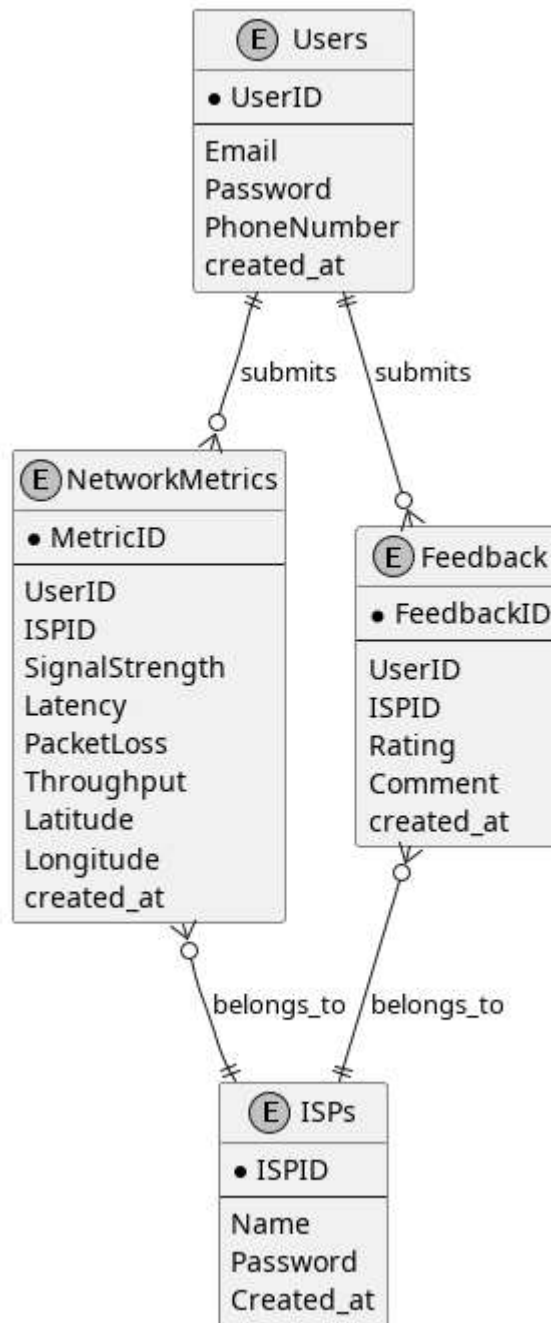 E Users
UserID
Email
Password
PhoneNumber
created_at
submits
submits
E NetworkMetrics
MetricID
UserID
ISPID
SignalStrength
Latency
PacketLoss
Throughput
Latitude
Longitude
created_at
E Feedback
FeedbackID
UserID
ISPID
Rating
Comment
created_at
belongs_to
belongs_to
E ISPs
ISPID
Name
Password
Created_at